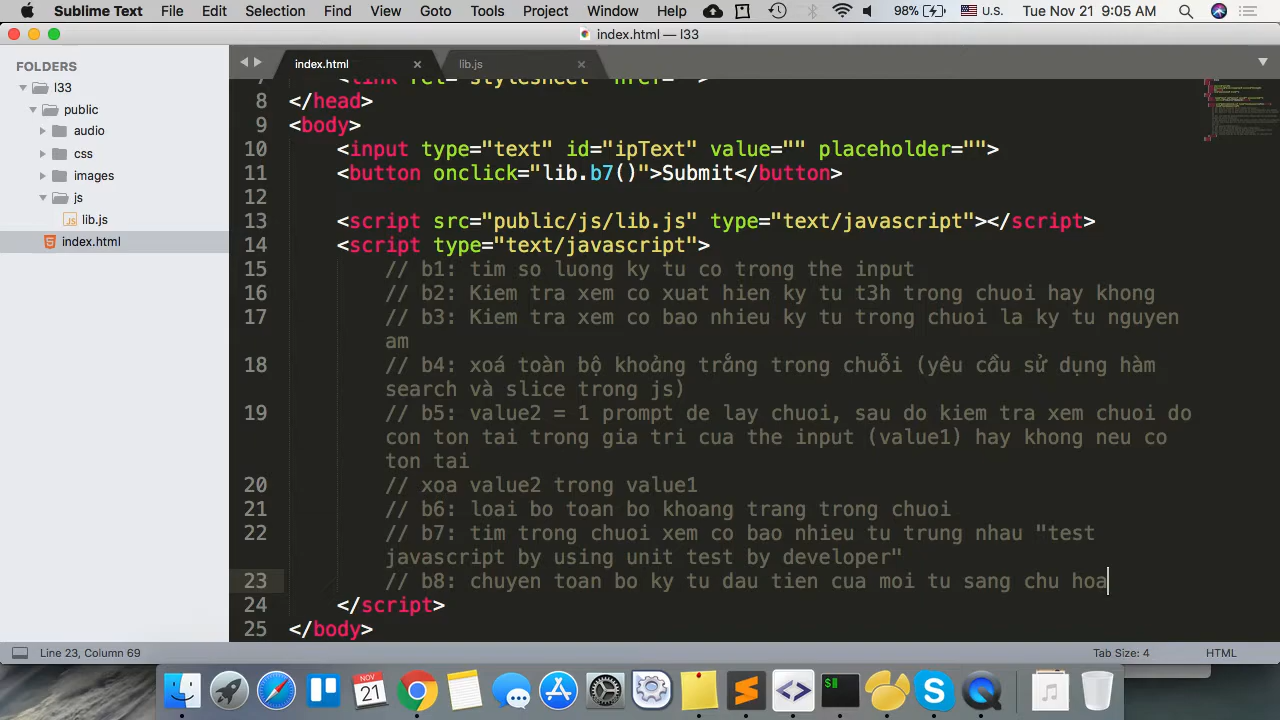 Sublime Text File Edit Selection Find View Goto Tools Project Window Help 98% U.S. Tue Nov 21 9:05 AM
index.html — l33
FOLDERS
l33
public
audio
css
images
js
lib.js
index.html
index.html lib.js
8 </head>
9 <body>
10 <input type="text" id="ipText" value="" placeholder="">
11 <button onclick="lib.b7()">Submit</button>
12
13 <script src="public/js/lib.js" type="text/javascript"></script>
14 <script type="text/javascript">
15 // b1: tim so luong ky tu co trong the input
16 // b2: Kiem tra xem co xuat hien ky tu t3h trong chuoi hay khong
17 // b3: Kiem tra xem co bao nhieu ky tu trong chuoi la ky tu nguyen
am
18 // b4: xoá toàn bộ khoảng trắng trong chuỗi (yêu cầu sử dụng hàm
search và slice trong js)
19 // b5: value2 = 1 prompt de lay chuoi, sau do kiem tra xem chuoi do
con ton tai trong gia tri cua the input (value1) hay khong neu co
ton tai
20 // xoa value2 trong value1
21 // b6: loai bo toan bo khoang trang trong chuoi
22 // b7: tim trong chuoi xem co bao nhieu tu trung nhau "test
javascript by using unit test by developer"
23 // b8: chuyen toan bo ky tu dau tien cua moi tu sang chu hoa
24 </script>
25 </body>
Line 23, Column 69 Tab Size: 4 HTML
NOV
21